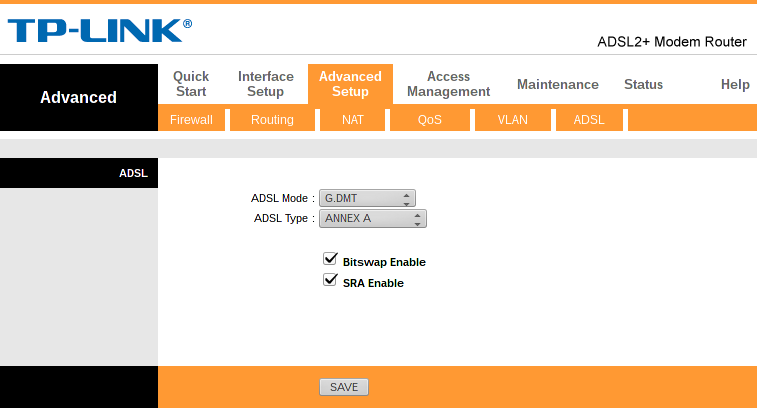 TP-LINK®
ADSL2+ Modem Router
Advanced
Quick Start
Interface Setup
Advanced Setup
Access Management
Maintenance
Status
Help
Firewall
Routing
NAT
QoS
VLAN
ADSL
ADSL
ADSL Mode : G.DMT
ADSL Type : ANNEX A
Bitswap Enable
SRA Enable
SAVE